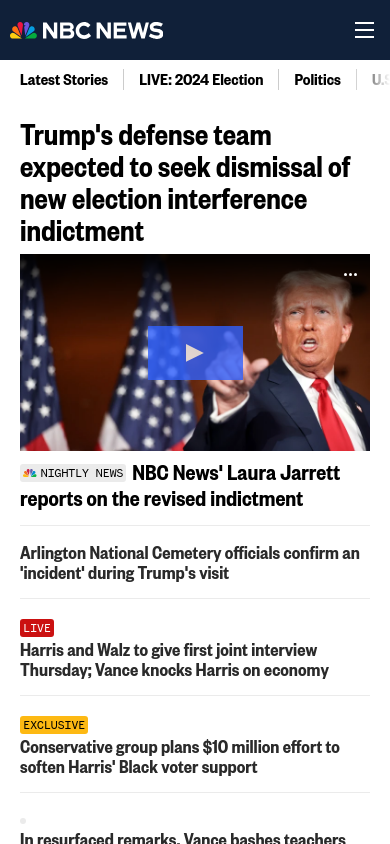 NBC NEWS
Latest Stories
LIVE: 2024 Election
Politics
Trump's defense team
expected to seek dismissal of
new election interference
indictment
NIGHTLY NEWS NBC News' Laura Jarrett
reports on the revised indictment
Arlington National Cemetery officials confirm an
'incident' during Trump's visit
LIVE
Harris and Walz to give first joint interview
Thursday; Vance knocks Harris on economy
EXCLUSIVE
Conservative group plans $10 million effort to
soften Harris' Black voter support
In resurfaced remarks, Vance bashes teachers